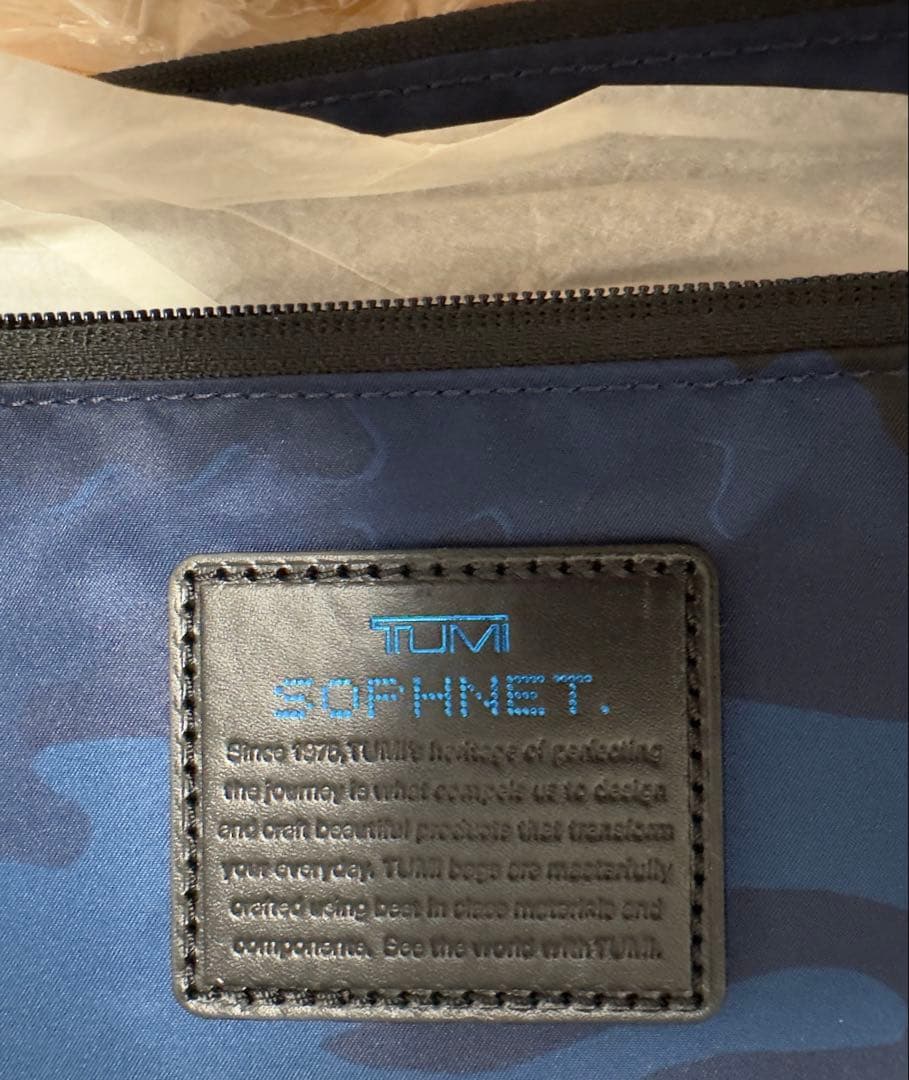 TUMI
SOPHNET.
Since 1975, TUMI's heritage of perfecting
the journey is what compels us to design
and craft beautiful products that transform
your everyday. TUMI bags are masterfully
crafted using best in class materials and
components. See the world with TUMI.